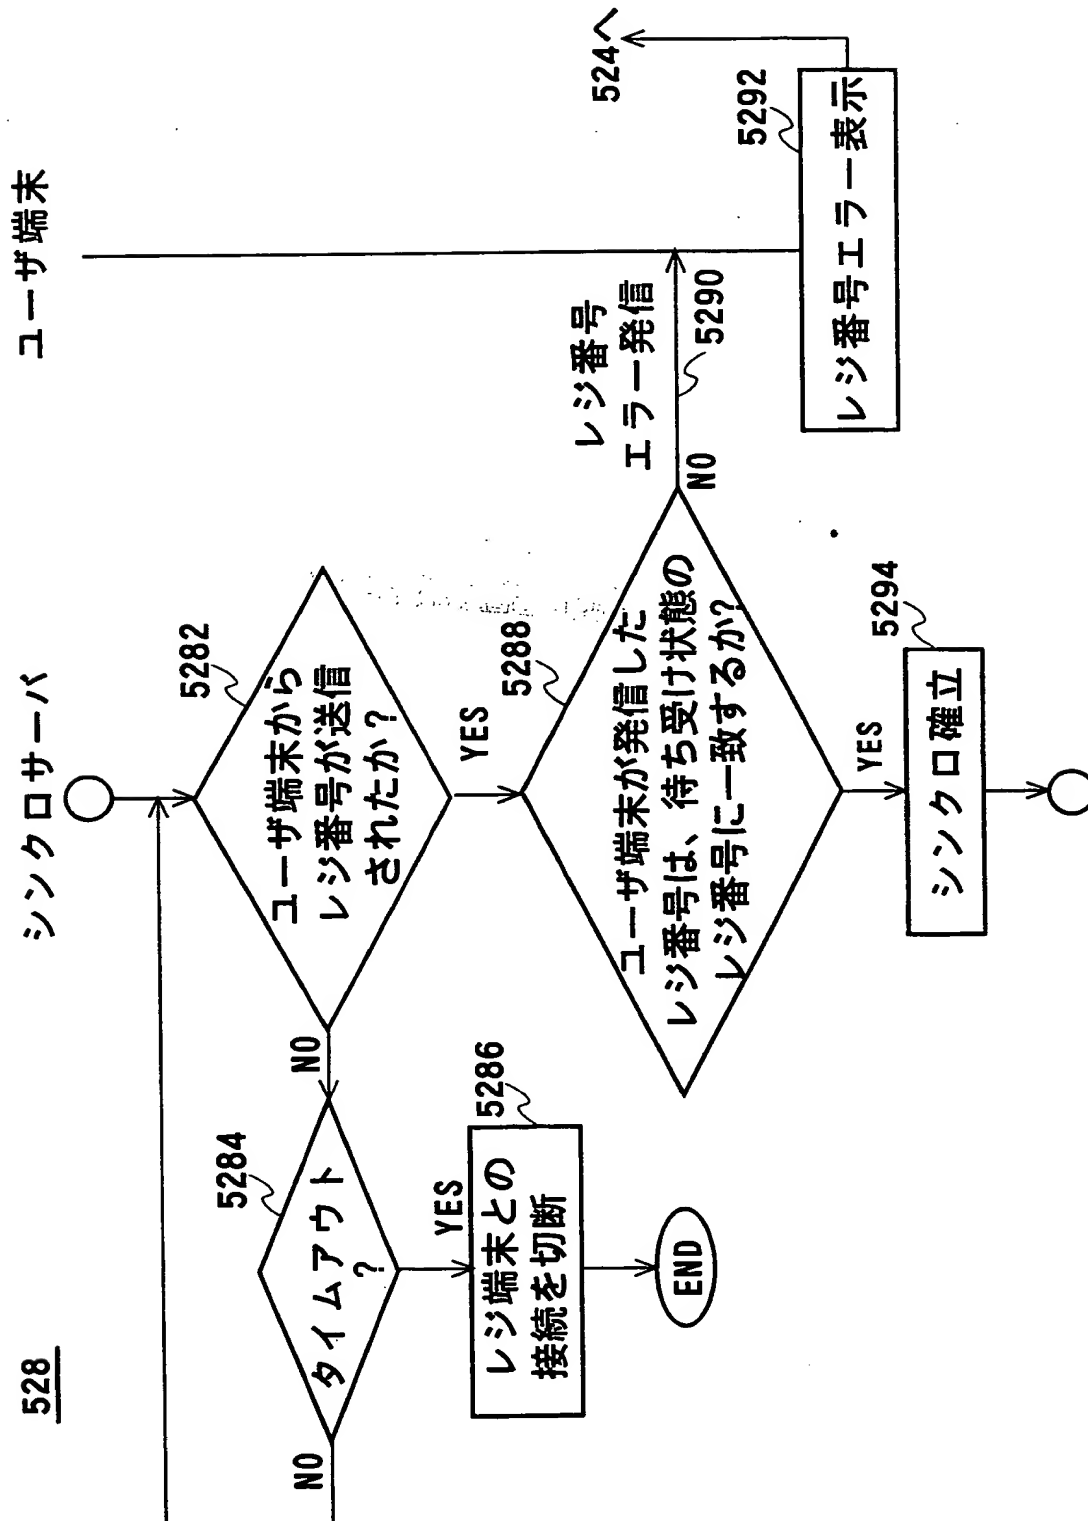 528
シンクロサーバ
ユーザ端末
5282
ユーザ端末から
レジ番号が送信
されたか?
NO
YES
5284
タイムアウト
?
NO
YES
5286
レジ端末との
接続を切断
END
5288
ユーザ端末が発信した
レジ番号は、待ち受け状態の
レジ番号に一致するか?
NO
YES
レジ番号
エラー発信
5290
524へ
5292
レジ番号エラー表示
5294
シンクロ確立